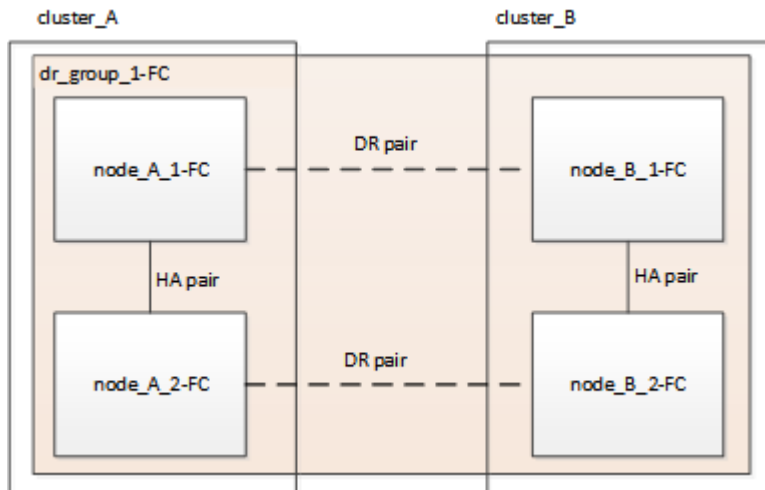 cluster_A
cluster_B
dr_group_1-FC
node_A_1-FC
DR pair
node_B_1-FC
HA pair
HA pair
node_A_2-FC
DR pair
node_B_2-FC